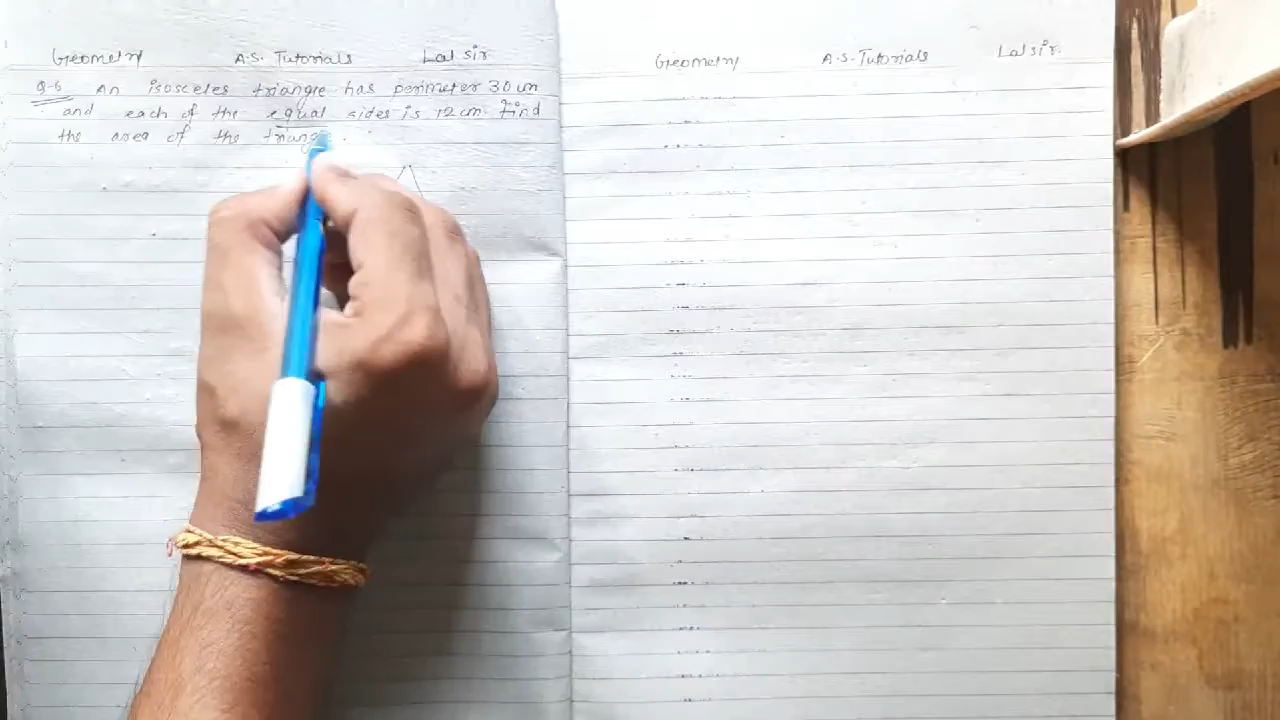 Geometry A.S. Tutorials Lal sir
Q-6 An isosceles triangle has perimeter 30 cm
and each of the equal sides is 12 cm. Find
the area of the triangle.
Geometry A.S. Tutorials Lal sir.